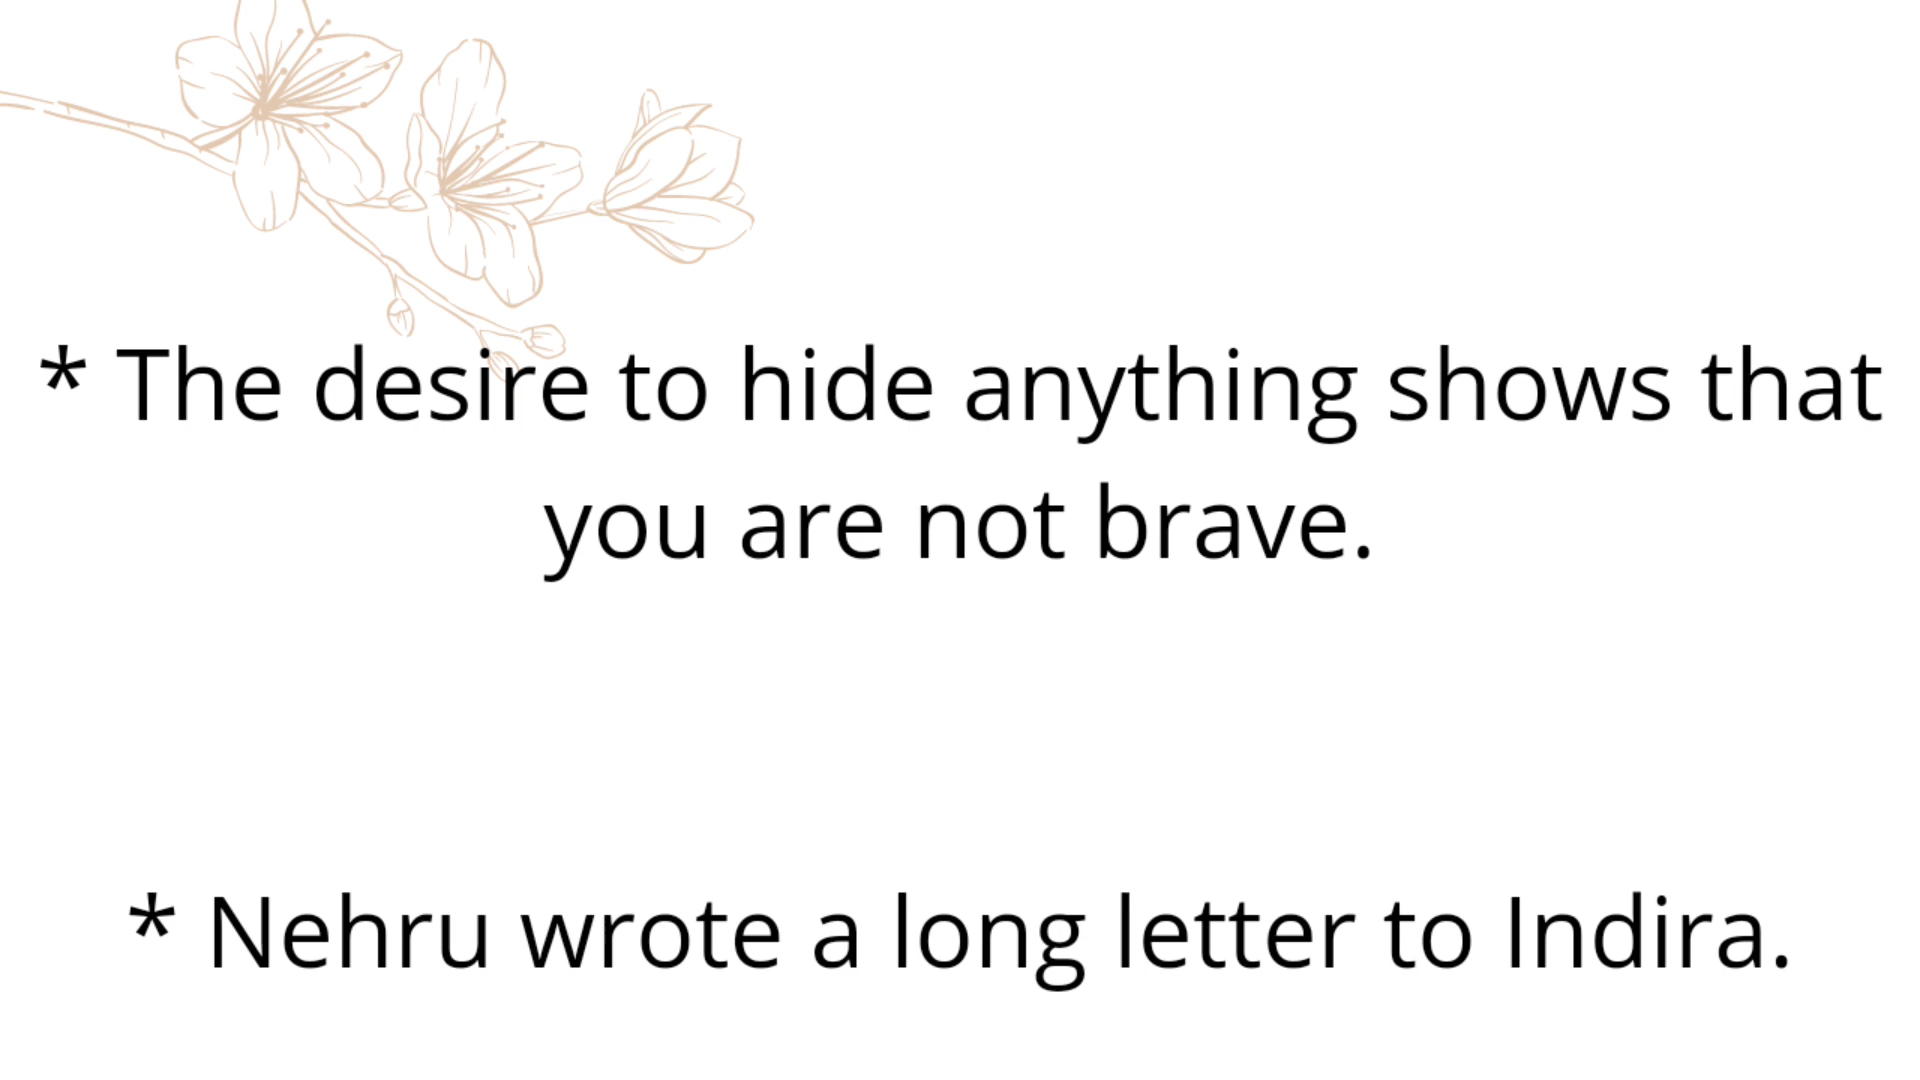 * The desire to hide anything shows that
you are not brave.
* Nehru wrote a long letter to Indira.